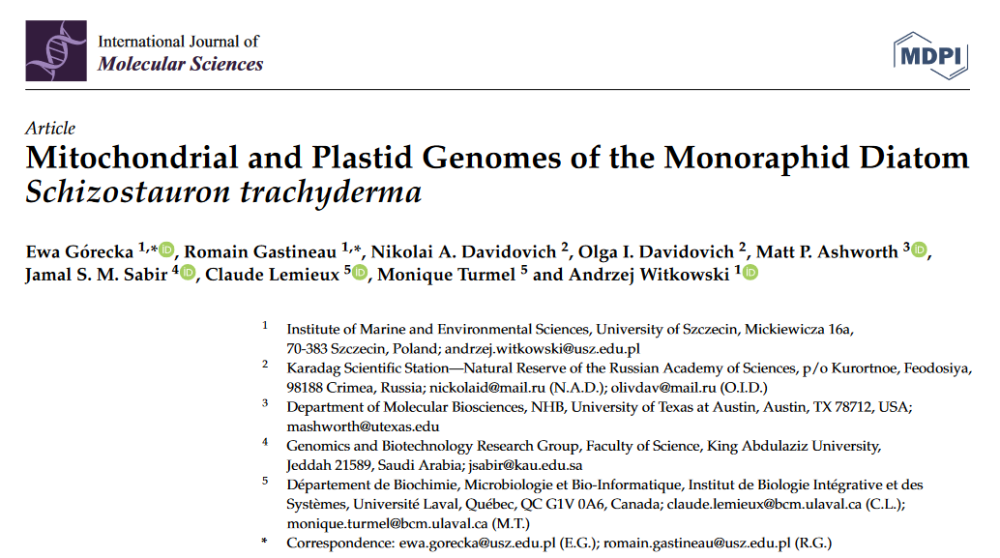 International Journal of
Molecular Sciences
MDPI
Article
Mitochondrial and Plastid Genomes of the Monoraphid Diatom
Schizostauron trachyderma
Ewa Górecka 1,* iD, Romain Gastineau 1,*, Nikolai A. Davidovich 2, Olga I. Davidovich 2, Matt P. Ashworth 3 iD,
Jamal S. M. Sabir 4 iD, Claude Lemieux 5 iD, Monique Turmel 5 and Andrzej Witkowski 1 iD
1 Institute of Marine and Environmental Sciences, University of Szczecin, Mickiewicza 16a,
70-383 Szczecin, Poland; andrzej.witkowski@usz.edu.pl
2 Karadag Scientific Station—Natural Reserve of the Russian Academy of Sciences, p/o Kurortnoe, Feodosiya,
98188 Crimea, Russia; nickolaid@mail.ru (N.A.D.); olivdav@mail.ru (O.I.D.)
3 Department of Molecular Biosciences, NHB, University of Texas at Austin, Austin, TX 78712, USA;
mashworth@utexas.edu
4 Genomics and Biotechnology Research Group, Faculty of Science, King Abdulaziz University,
Jeddah 21589, Saudi Arabia; jsabir@kau.edu.sa
5 Département de Biochimie, Microbiologie et Bio-Informatique, Institut de Biologie Intégrative et des
Systèmes, Université Laval, Québec, QC G1V 0A6, Canada; claude.lemieux@bcm.ulaval.ca (C.L.);
monique.turmel@bcm.ulaval.ca (M.T.)
* Correspondence: ewa.gorecka@usz.edu.pl (E.G.); romain.gastineau@usz.edu.pl (R.G.)